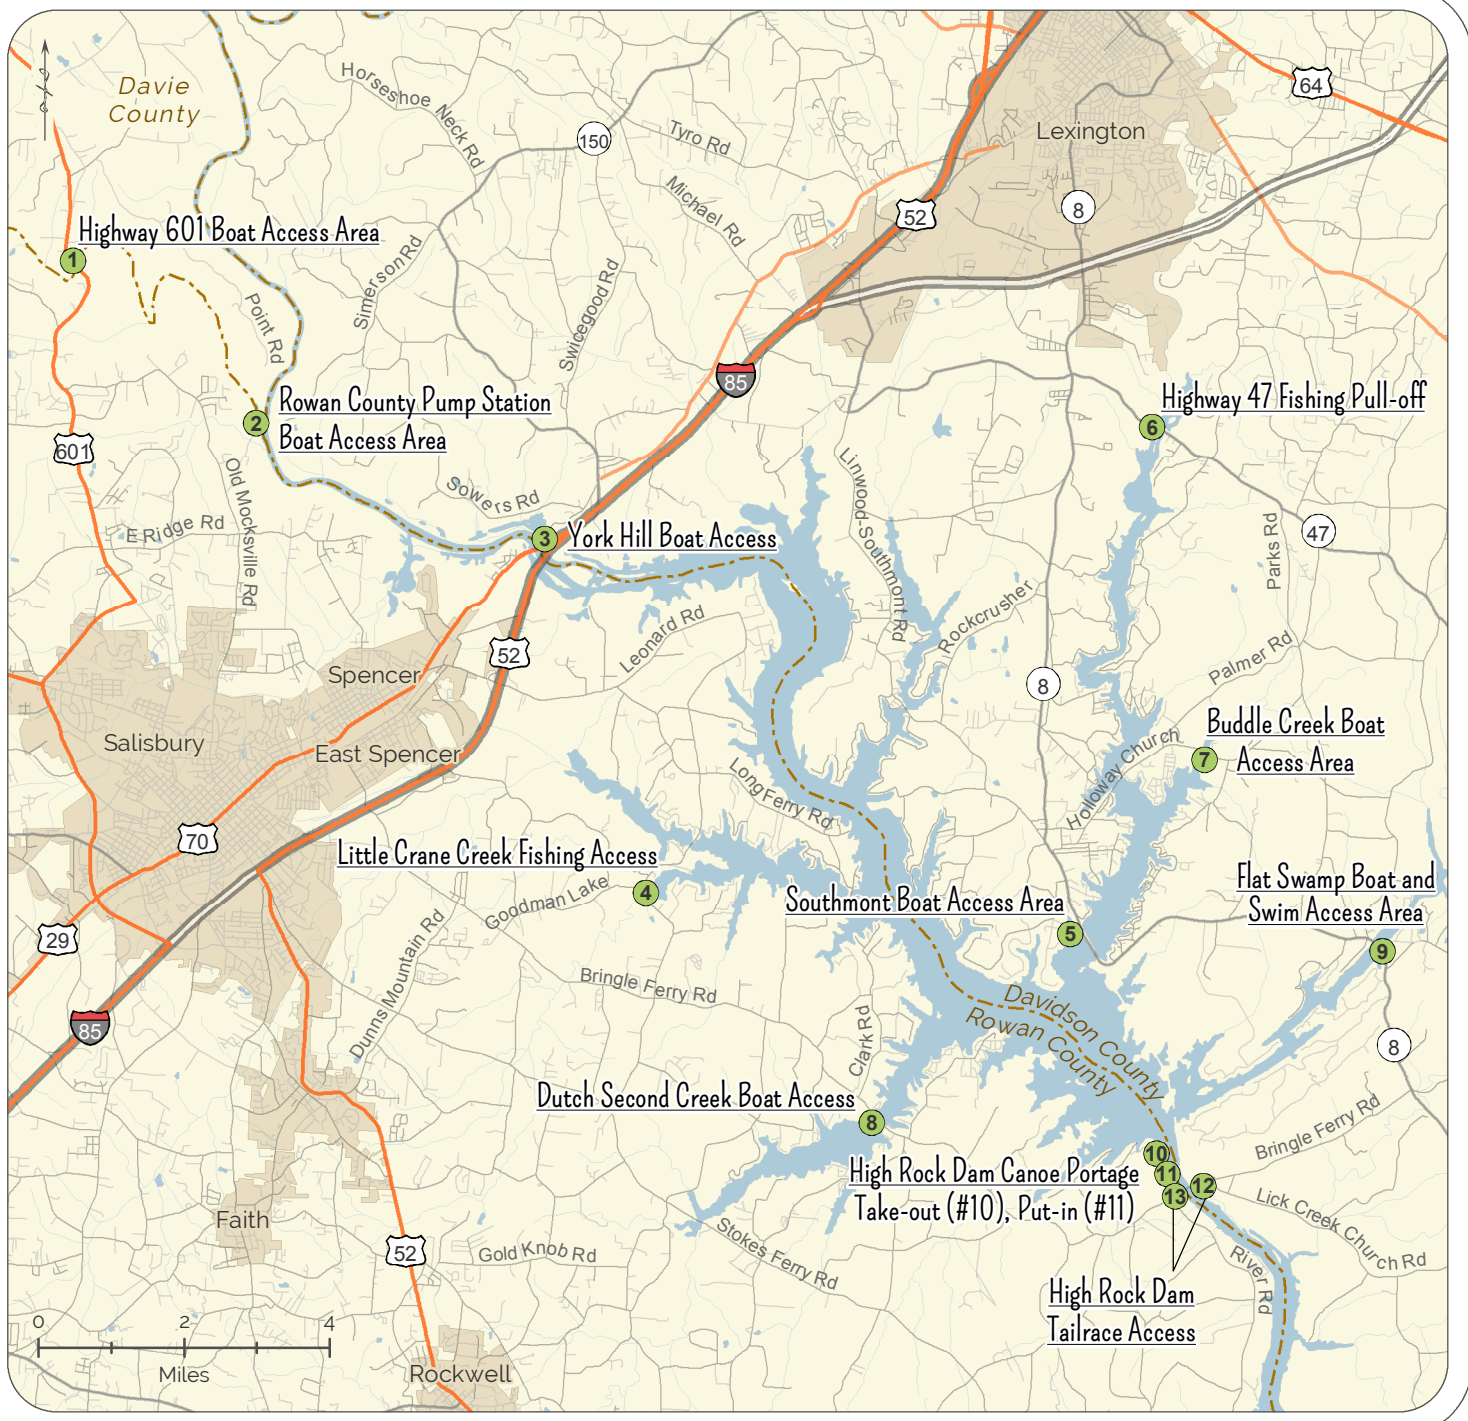 Davie
County
Horseshoe Neck Rd
150
Tyro Rd
Michael Rd
Lexington
64
8
52
Highway 601 Boat Access Area
1
Simerson Rd
Swicegood Rd
Point Rd
85
Rowan County Pump Station
Boat Access Area
2
Highway 47 Fishing Pull-off
6
601
Old Mocksville Rd
E Ridge Rd
Sowers Rd
3
York Hill Boat Access
Linwood-Southmont Rd
Parks Rd
47
Leonard Rd
Rockcrusher
52
8
Palmer Rd
Spencer
Salisbury
East Spencer
Buddle Creek Boat
Access Area
7
Holloway Church
Long Ferry Rd
70
Little Crane Creek Fishing Access
4
Goodman Lake
Southmont Boat Access Area
5
Flat Swamp Boat and
Swim Access Area
9
29
Dunns Mountain Rd
Bringle Ferry Rd
85
Clark Rd
Davidson County
Rowan County
8
Dutch Second Creek Boat Access
8
Bringle Ferry Rd
High Rock Dam Canoe Portage
Take-out (#10), Put-in (#11)
10
11
13
12
Lick Creek Church Rd
River Rd
Faith
52
Gold Knob Rd
Stokes Ferry Rd
High Rock Dam
Tailrace Access
0 2 4
Miles
Rockwell